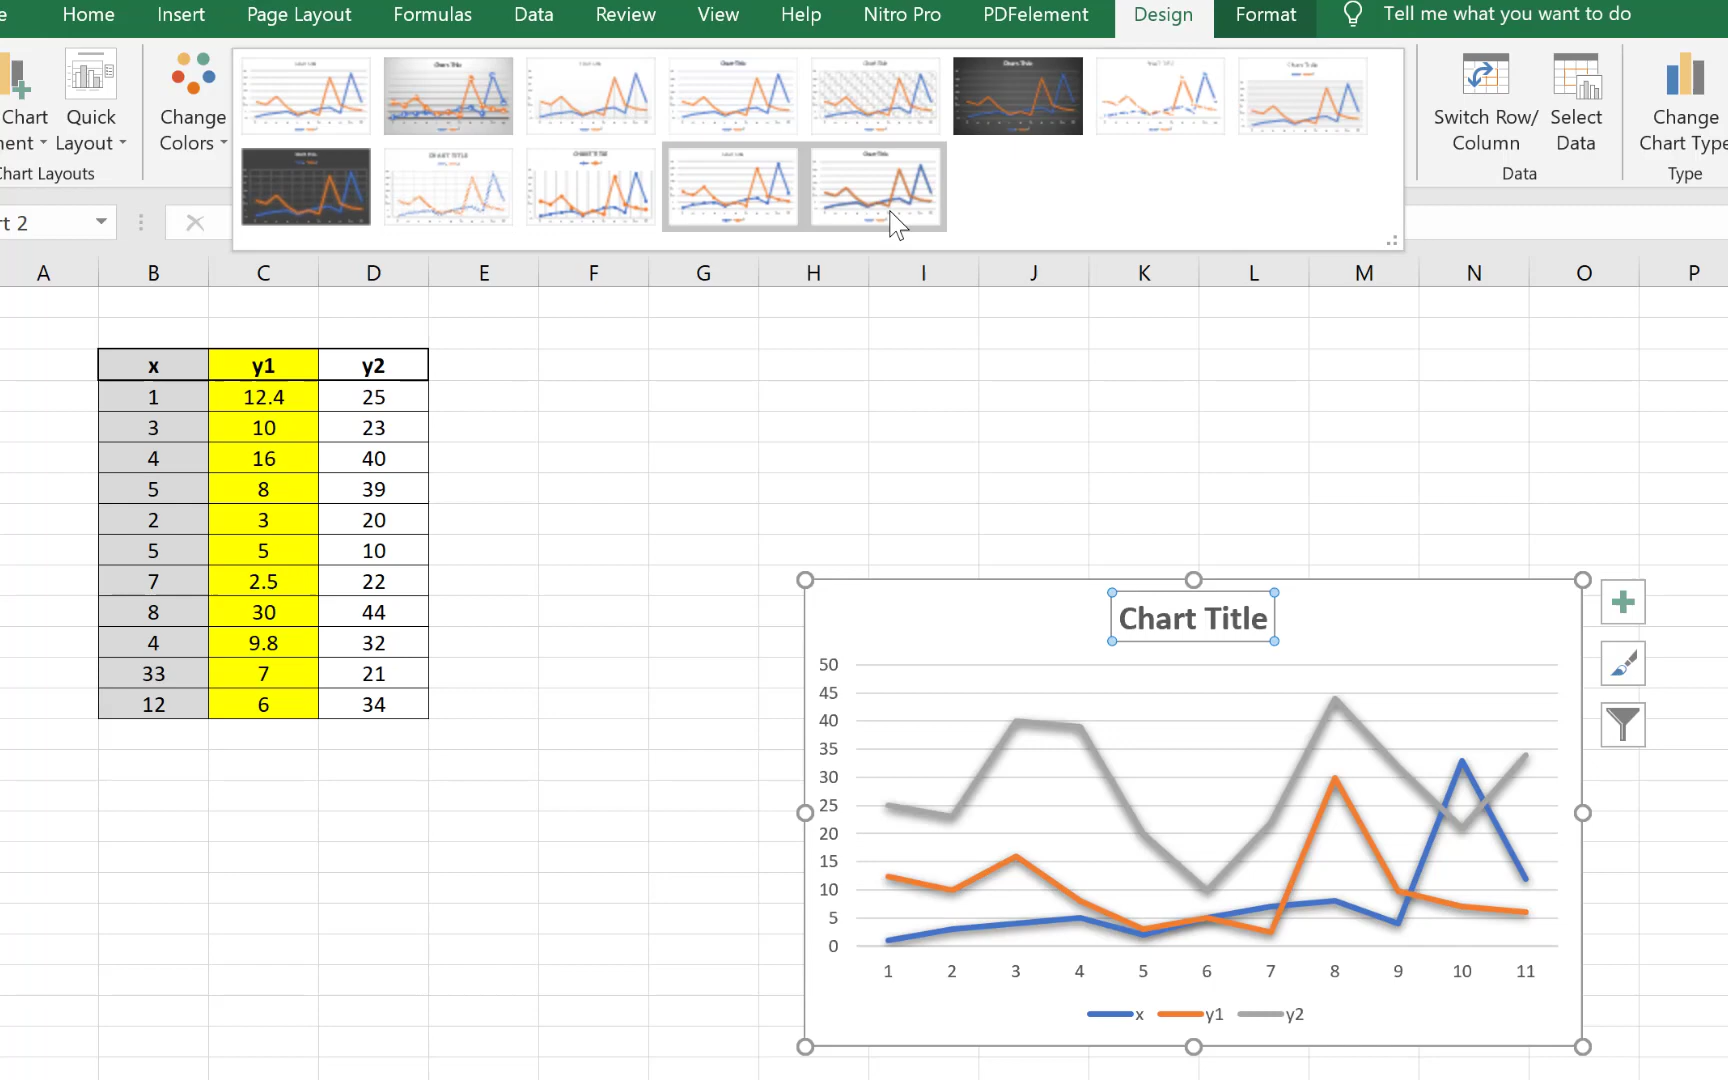 e Home Insert Page Layout Formulas Data Review View Help Nitro Pro PDFelement Design Format Tell me what you want to do
Chart Quick Change Switch Row/ Select Change
nent Layout Colors Column Data Chart Type
hart Layouts Data Type
rt 2
A B C D E F G H I J K L M N O P
x y1 y2
1 12.4 25
3 10 23
4 16 40
5 8 39
2 3 20
5 5 10
7 2.5 22
8 30 44
4 9.8 32
33 7 21
12 6 34
Chart Title
50
45
40
35
30
25
20
15
10
5
0
1 2 3 4 5 6 7 8 9 10 11
x y1 y2